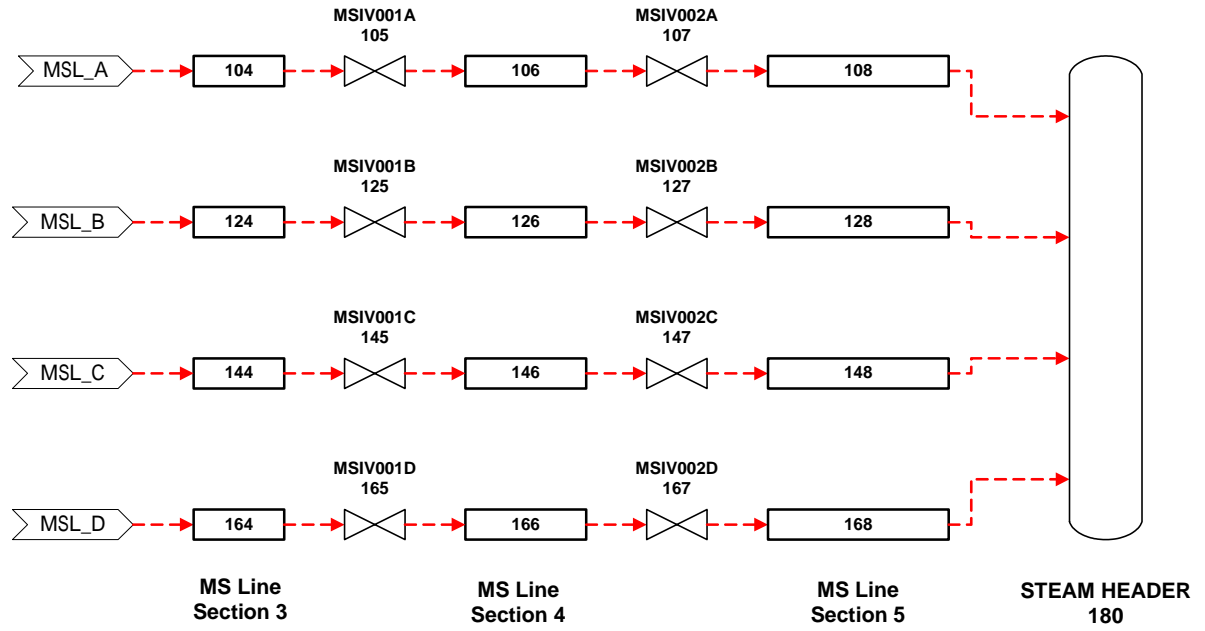 MSIV001A
105
MSIV002A
107
MSL_A
104
106
108
MSIV001B
125
MSIV002B
127
MSL_B
124
126
128
MSIV001C
145
MSIV002C
147
MSL_C
144
146
148
MSIV001D
165
MSIV002D
167
MSL_D
164
166
168
MS Line
Section 3
MS Line
Section 4
MS Line
Section 5
STEAM HEADER
180